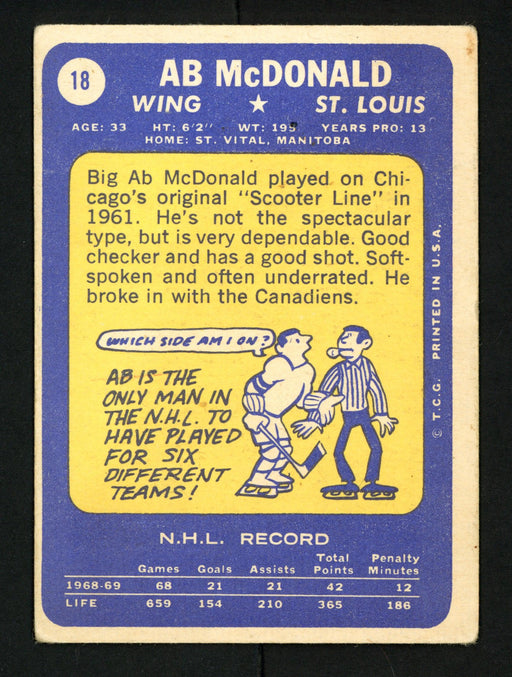 18
AB McDONALD
WING ★ ST. LOUIS
AGE: 33 HT: 6'2" WT: 195 YEARS PRO: 13
HOME: ST. VITAL, MANITOBA
Big Ab McDonald played on Chi-
cago's original "Scooter Line" in
1961. He's not the spectacular
type, but is very dependable. Good
checker and has a good shot. Soft-
spoken and often underrated. He
broke in with the Canadiens.
WHICH SIDE AM I ON?
AB IS THE
ONLY MAN IN
THE N.H.L. TO
HAVE PLAYED
FOR SIX
DIFFERENT
TEAMS!
© T.C.G. PRINTED IN U.S.A.
N.H.L. RECORD
Games Goals Assists Total Points Penalty Minutes
1968-69 68 21 21 42 12
LIFE 659 154 210 365 186